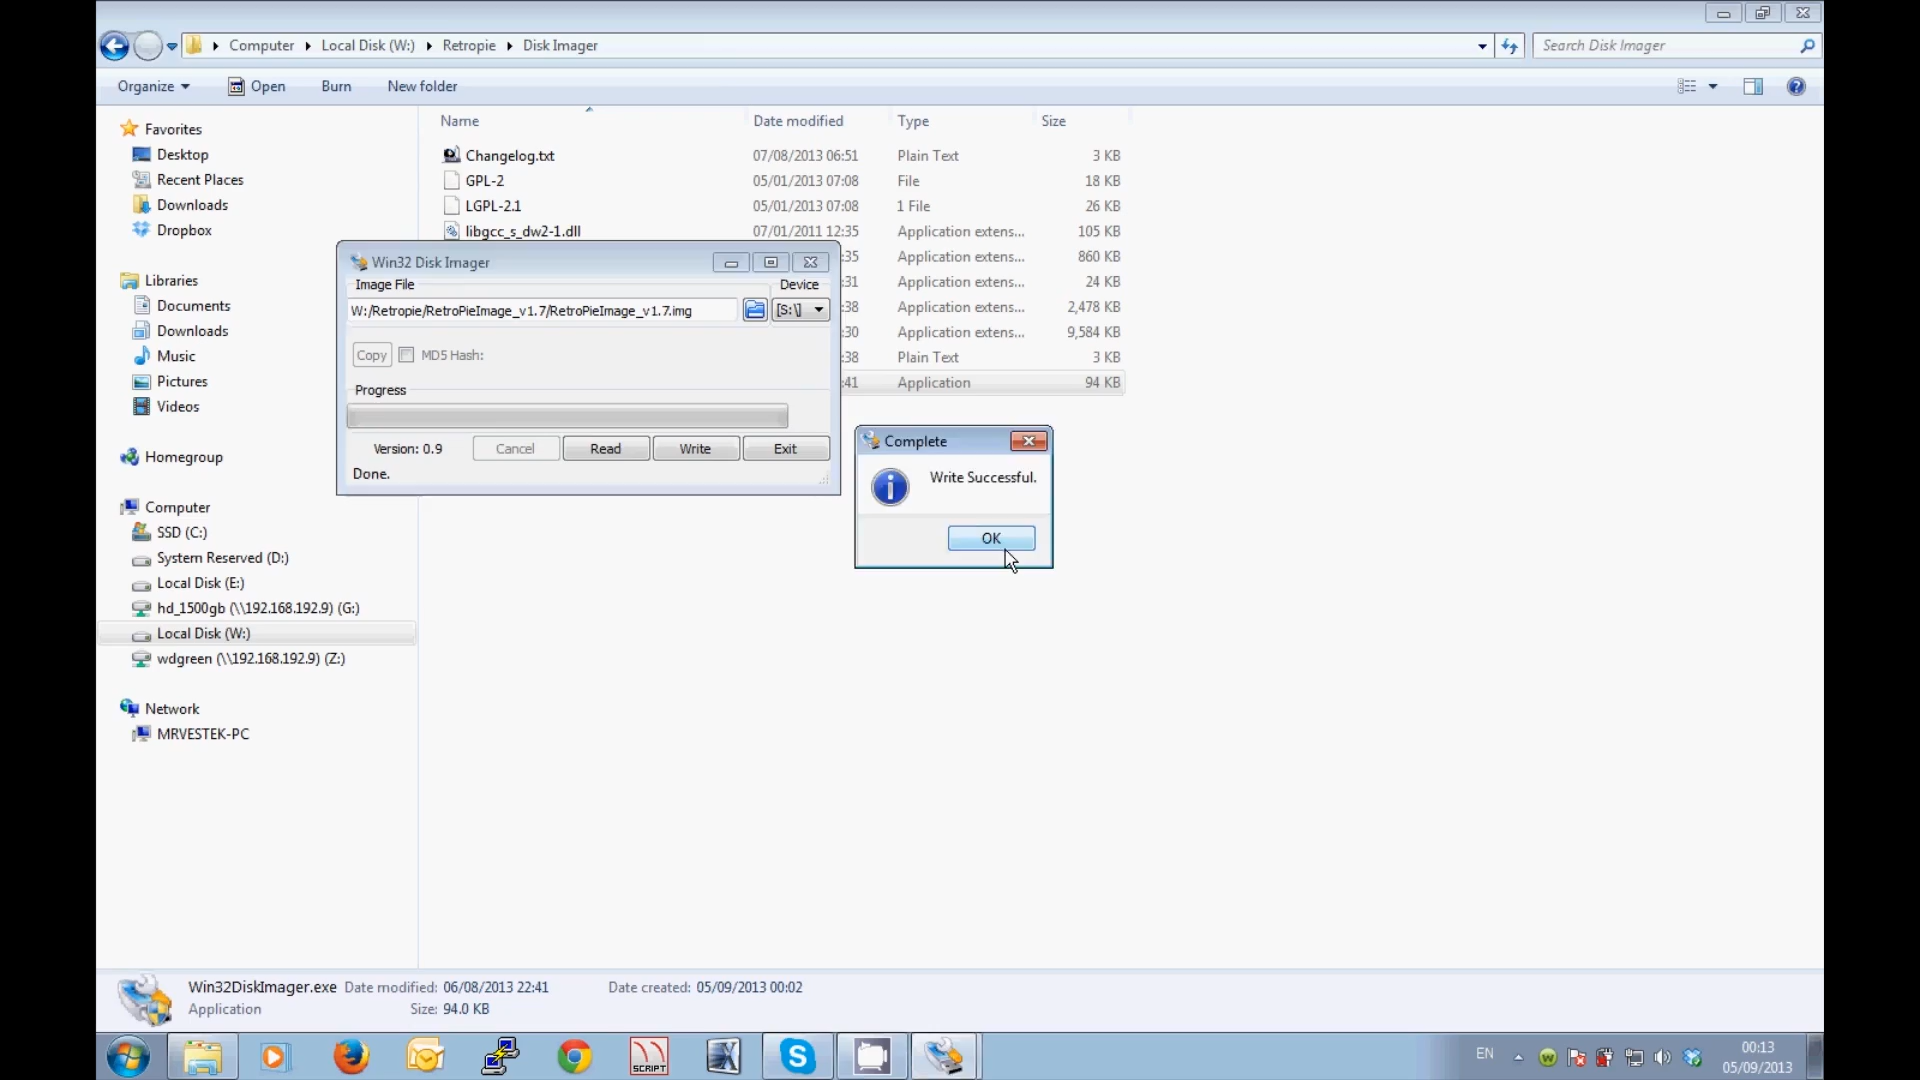 Computer Local Disk (W:) Retropie Disk Imager
Search Disk Imager
Organize Open Burn New folder
Favorites
Desktop
Recent Places
Downloads
Dropbox
Libraries
Documents
Downloads
Music
Pictures
Videos
Homegroup
Computer
SSD (C:)
System Reserved (D:)
Local Disk (E:)
hd_1500gb (\\192.168.192.9) (G:)
Local Disk (W:)
wdgreen (\\192.168.192.9) (Z:)
Network
MRVESTEK-PC
Name Date modified Type Size
Changelog.txt 07/08/2013 06:51 Plain Text 3 KB
GPL-2 05/01/2013 07:08 File 18 KB
LGPL-2.1 05/01/2013 07:08 1 File 26 KB
libgcc_s_dw2-1.dll 07/01/2011 12:35 Application extens... 105 KB
:35 Application extens... 860 KB
:31 Application extens... 24 KB
:38 Application extens... 2,478 KB
:30 Application extens... 9,584 KB
:38 Plain Text 3 KB
:41 Application 94 KB
Win32 Disk Imager
Image File Device
W:/Retropie/RetroPieImage_v1.7/RetroPieImage_v1.7.img [S:\]
Copy MD5 Hash:
Progress
Version: 0.9 Cancel Read Write Exit
Done.
Complete
Write Successful.
OK
Win32DiskImager.exe Date modified: 06/08/2013 22:41 Date created: 05/09/2013 00:02
Application Size: 94.0 KB
SCRIPT
EN
00:13
05/09/2013